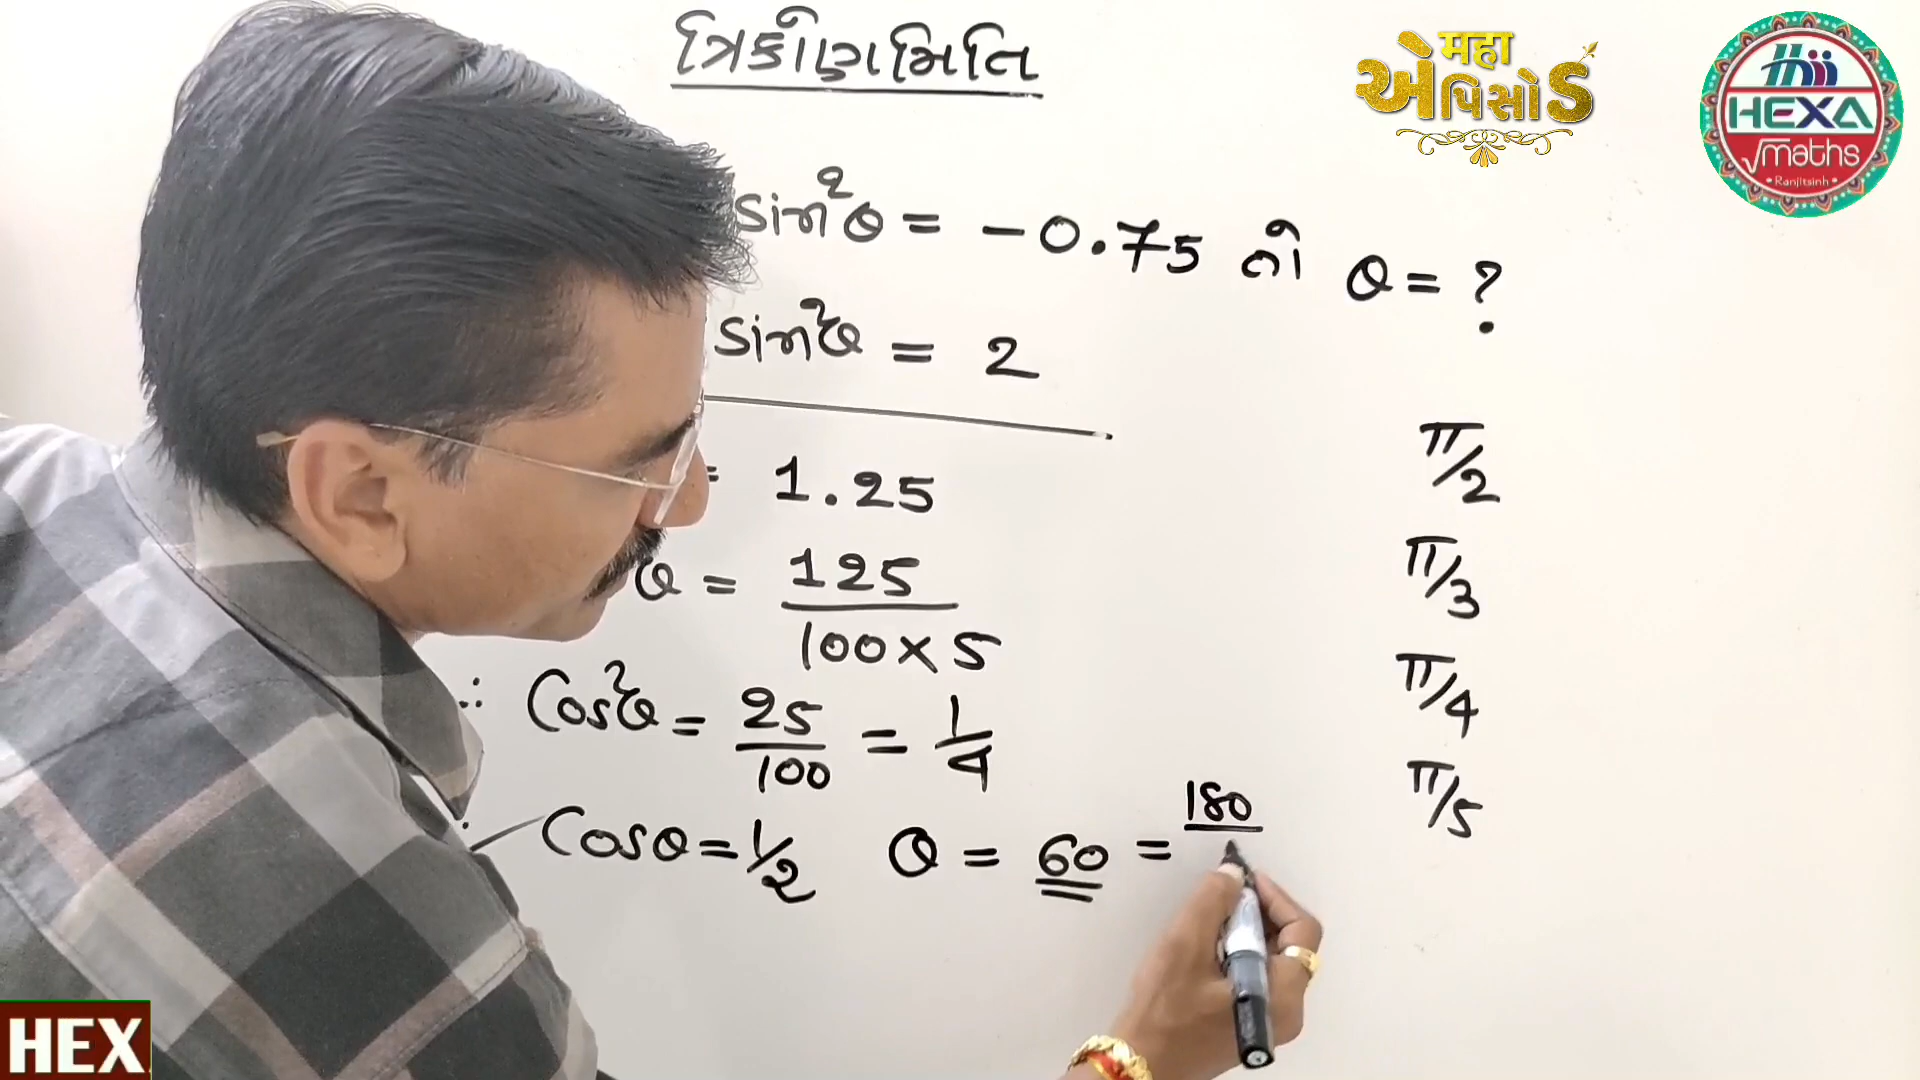 ત્રિકોણમિતિ
મહા
એપિસોડ
HEXA
√maths
• Ranjitsinh •
sin²θ = -0.75 તો θ = ?
sin²θ = 2
= 1.25
θ = 125/100×5
∴ Cos²θ = 25/100 = 1/4
Cosθ = 1/2 θ = 60 = 180
π/2
π/3
π/4
π/5
HEX